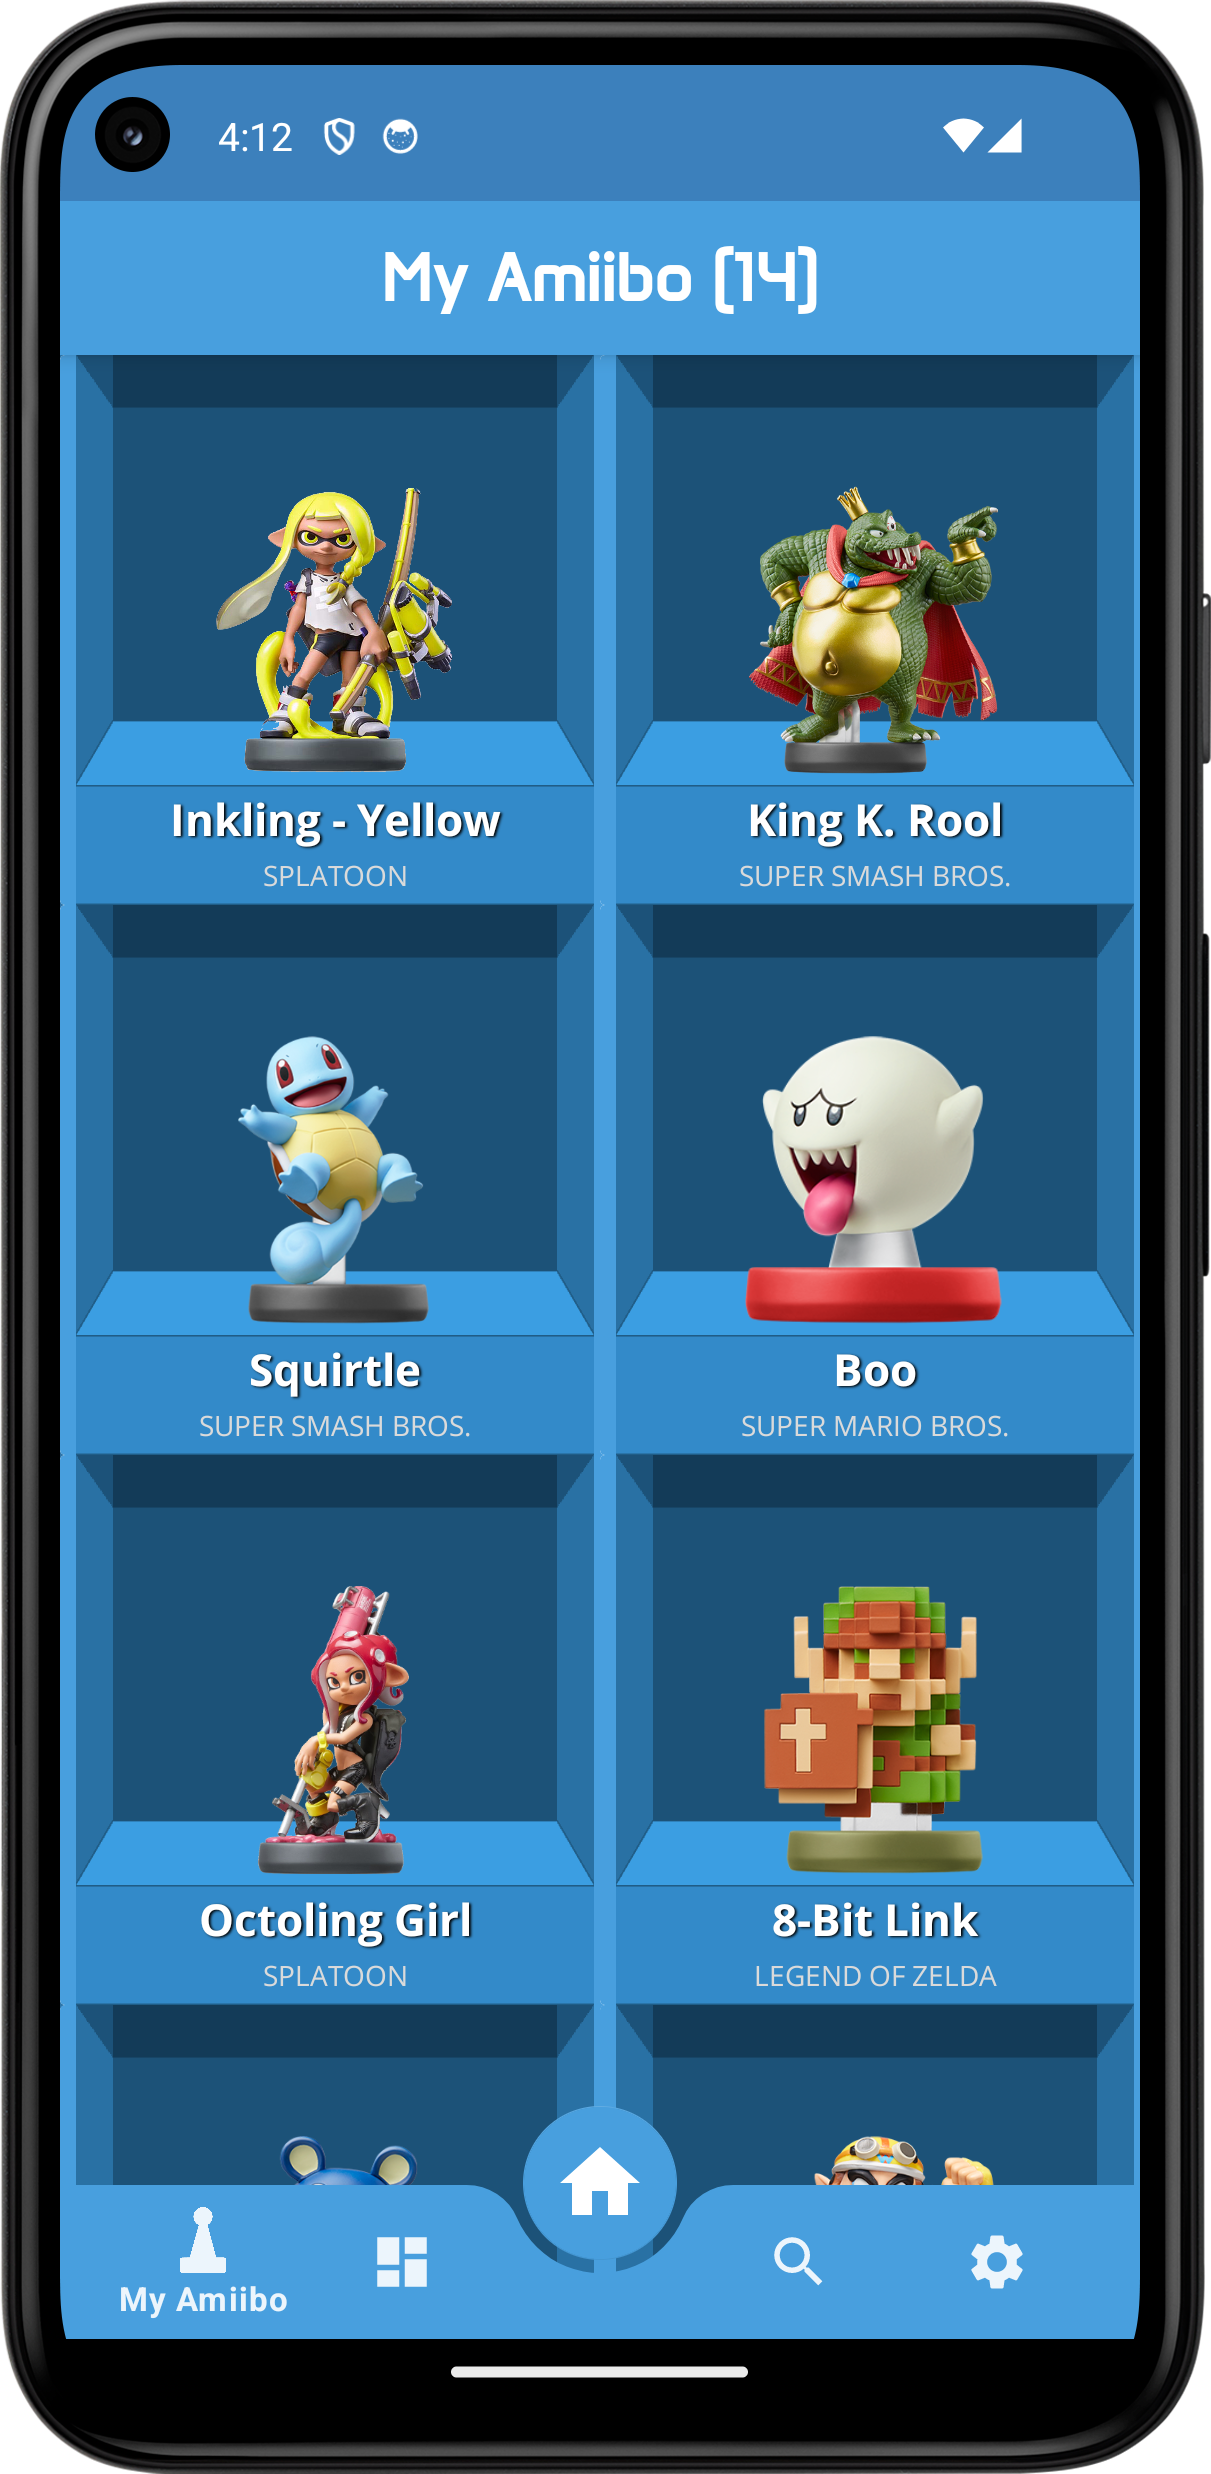 4:12
My Amiibo (14)
Inkling - Yellow
SPLATOON
King K. Rool
SUPER SMASH BROS.
Squirtle
SUPER SMASH BROS.
Boo
SUPER MARIO BROS.
Octoling Girl
SPLATOON
8-Bit Link
LEGEND OF ZELDA
My Amiibo